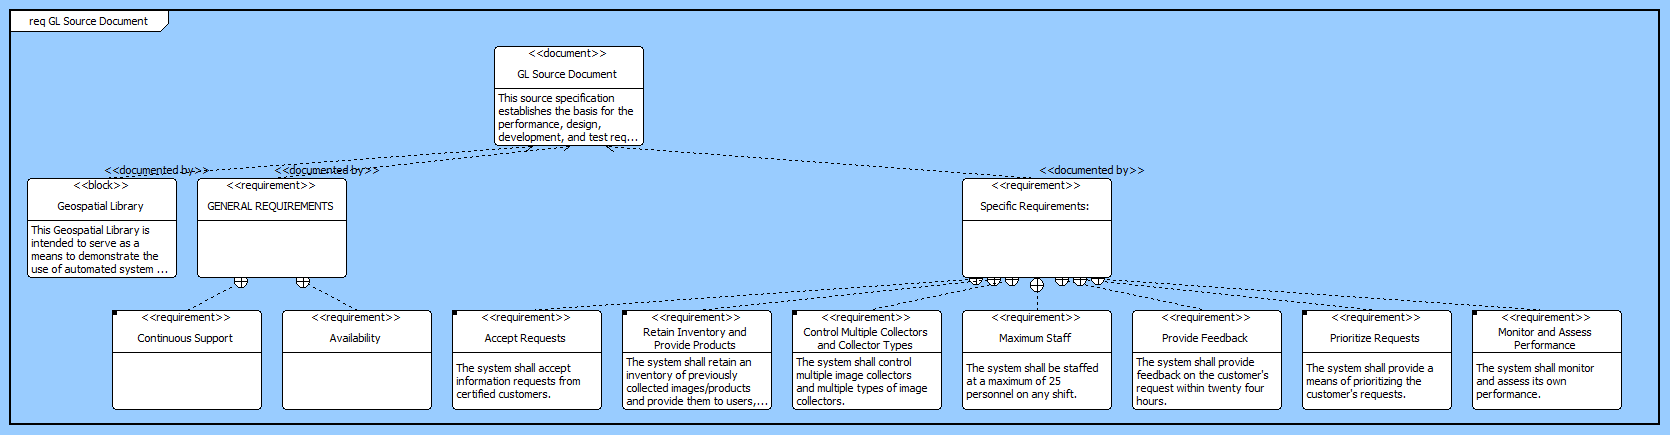 req GL Source Document
<<document>>
GL Source Document
This source specification
establishes the basis for the
performance, design,
development, and test req...
<<documented by>>
<<documented by>>
<<documented by>>
<<block>>
Geospatial Library
This Geospatial Library is
intended to serve as a
means to demonstrate the
use of automated system ...
<<requirement>>
GENERAL REQUIREMENTS
<<requirement>>
Specific Requirements:
<<requirement>>
Continuous Support
<<requirement>>
Availability
<<requirement>>
Accept Requests
The system shall accept
information requests from
certified customers.
<<requirement>>
Retain Inventory and
Provide Products
The system shall retain an
inventory of previously
collected images/products
and provide them to users,...
<<requirement>>
Control Multiple Collectors
and Collector Types
The system shall control
multiple image collectors
and multiple types of image
collectors.
<<requirement>>
Maximum Staff
The system shall be staffed
at a maximum of 25
personnel on any shift.
<<requirement>>
Provide Feedback
The system shall provide
feedback on the customer's
request within twenty four
hours.
<<requirement>>
Prioritize Requests
The system shall provide a
means of prioritizing the
customer's requests.
<<requirement>>
Monitor and Assess
Performance
The system shall monitor
and assess its own
performance.